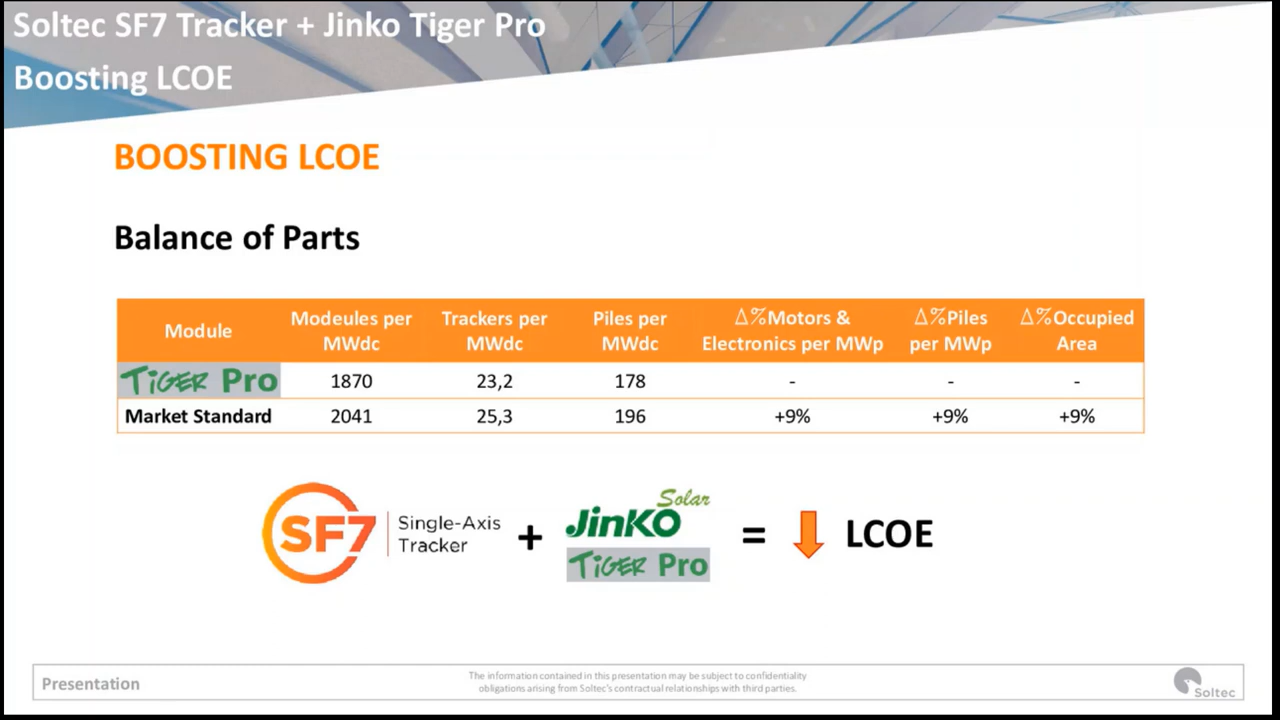 Soltec SF7 Tracker + Jinko Tiger Pro
Boosting LCOE
BOOSTING LCOE
Balance of Parts
Module
Modeules per
MWdc
Trackers per
MWdc
Piles per
MWdc
Δ%Motors &
Electronics per MWp
Δ%Piles
per MWp
Δ%Occupied
Area
TiGER Pro 1870 23,2 178 - - -
Market Standard 2041 25,3 196 +9% +9% +9%
SF7
Single-Axis
Tracker
+
Solar
JinKO
TiGER Pro
=
LCOE
Presentation
The information contained in this presentation may be subject to confidentiality
obligations arising from Soltec's contractual relationships with third parties.
Soltec